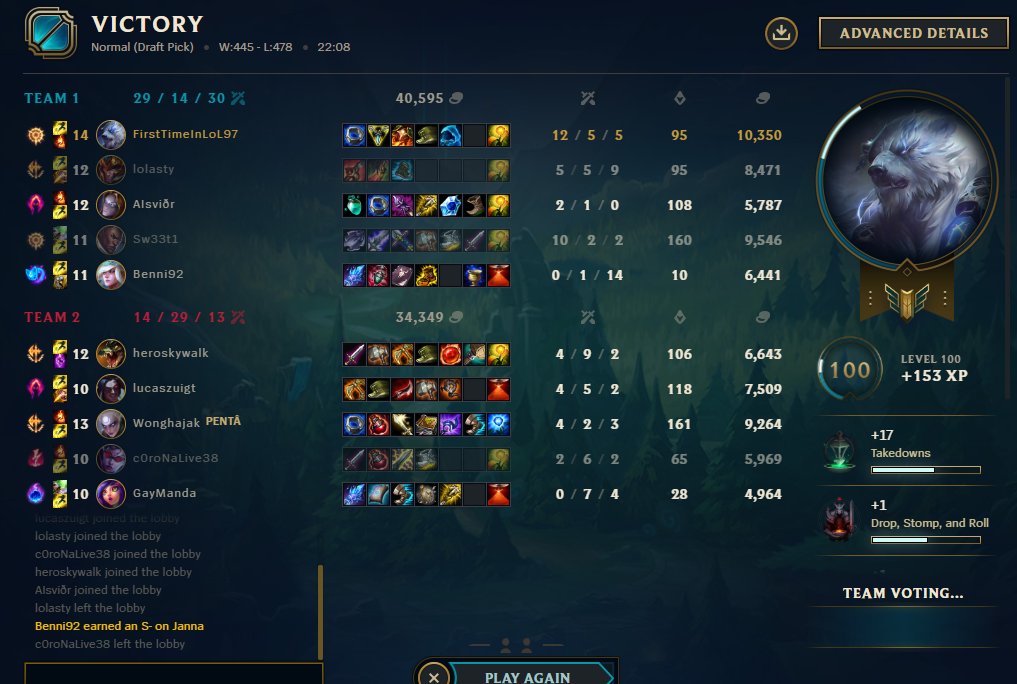 VICTORY
Normal (Draft Pick) • W:445 - L:478 • 22:08
ADVANCED DETAILS
TEAM 1 29 / 14 / 30 40,595
14 FirstTimeInLoL97 12 / 5 / 5 95 10,350
12 lolasty 5 / 5 / 9 95 8,471
12 Alsviðr 2 / 1 / 0 108 5,787
11 Sw33t1 10 / 2 / 2 160 9,546
11 Benni92 0 / 1 / 14 10 6,441
TEAM 2 14 / 29 / 13 34,349
12 heroskywalk 4 / 9 / 2 106 6,643
10 lucaszuigt 4 / 5 / 2 118 7,509
13 Wonghajak PENTÂ 4 / 2 / 3 161 9,264
10 c0roNaLive38 2 / 6 / 2 65 5,969
10 GayManda 0 / 7 / 4 28 4,964
lucaszuigt joined the lobby
lolasty joined the lobby
c0roNaLive38 joined the lobby
heroskywalk joined the lobby
Alsviðr joined the lobby
lolasty left the lobby
Benni92 earned an S- on Janna
c0roNaLive38 left the lobby
PLAY AGAIN
100
LEVEL 100
+153 XP
+17
Takedowns
+1
Drop, Stomp, and Roll
TEAM VOTING...